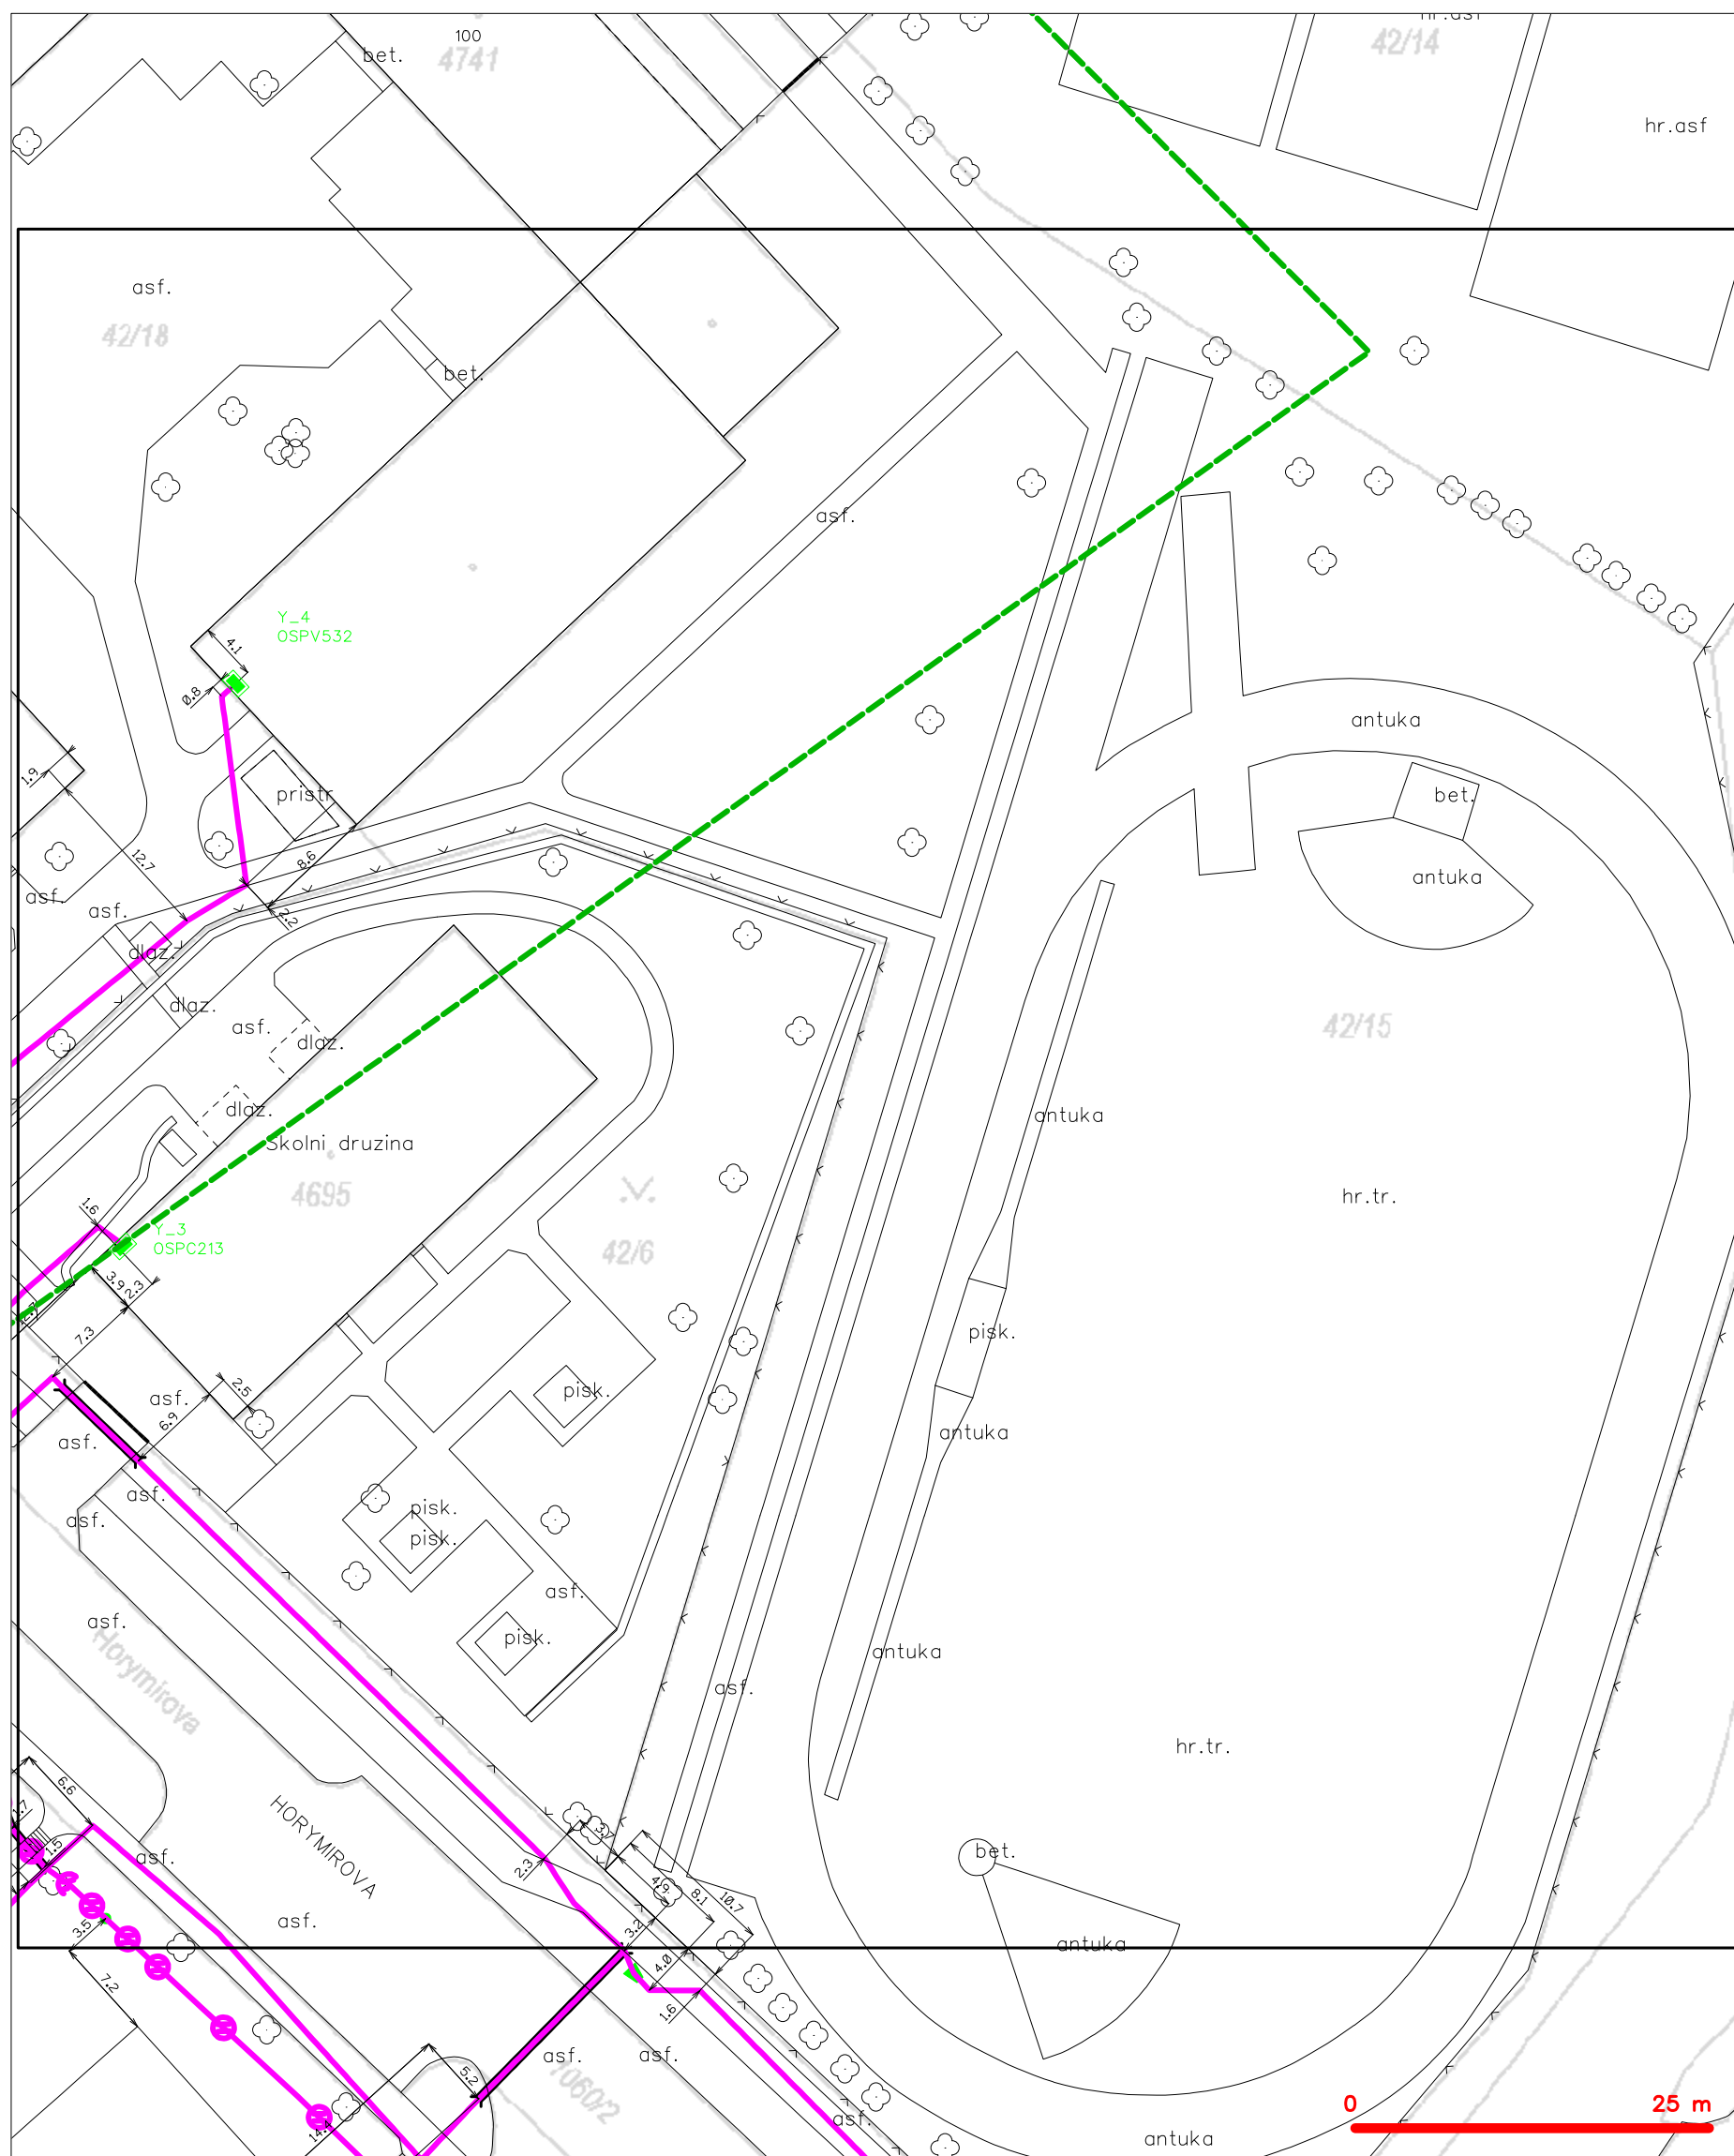 100
bet.
4741
hr.asf
42/14
hr.asf
asf.
42/18
bet.
asf.
Y_4
OSPV532
4.1
0.8
antuka
1.9
pristr
bet.
12.7
8.6
antuka
asf.
asf.
2.2
dlaz.
dlaz.
asf.
dlaz.
42/15
dlaz.
antuka
Skolni druzina
4695
hr.tr.
1.6
Y_3
OSPC213
42/6
3.9
2.3
7.3
pisk.
2.5
asf.
pisk.
6.9
asf.
antuka
asf.
pisk.
asf.
pisk.
asf.
asf.
pisk.
antuka
Horymirova
asf.
hr.tr.
6.6
1.7
HORYMIROVA
3.7
bet.
1.5
asf.
2.3
4.9
8.1
10.7
3.5
asf.
3.2
antuka
4.0
7.2
1.6
asf.
asf.
5.2
1060/2
0 25 m
asf.
antuka